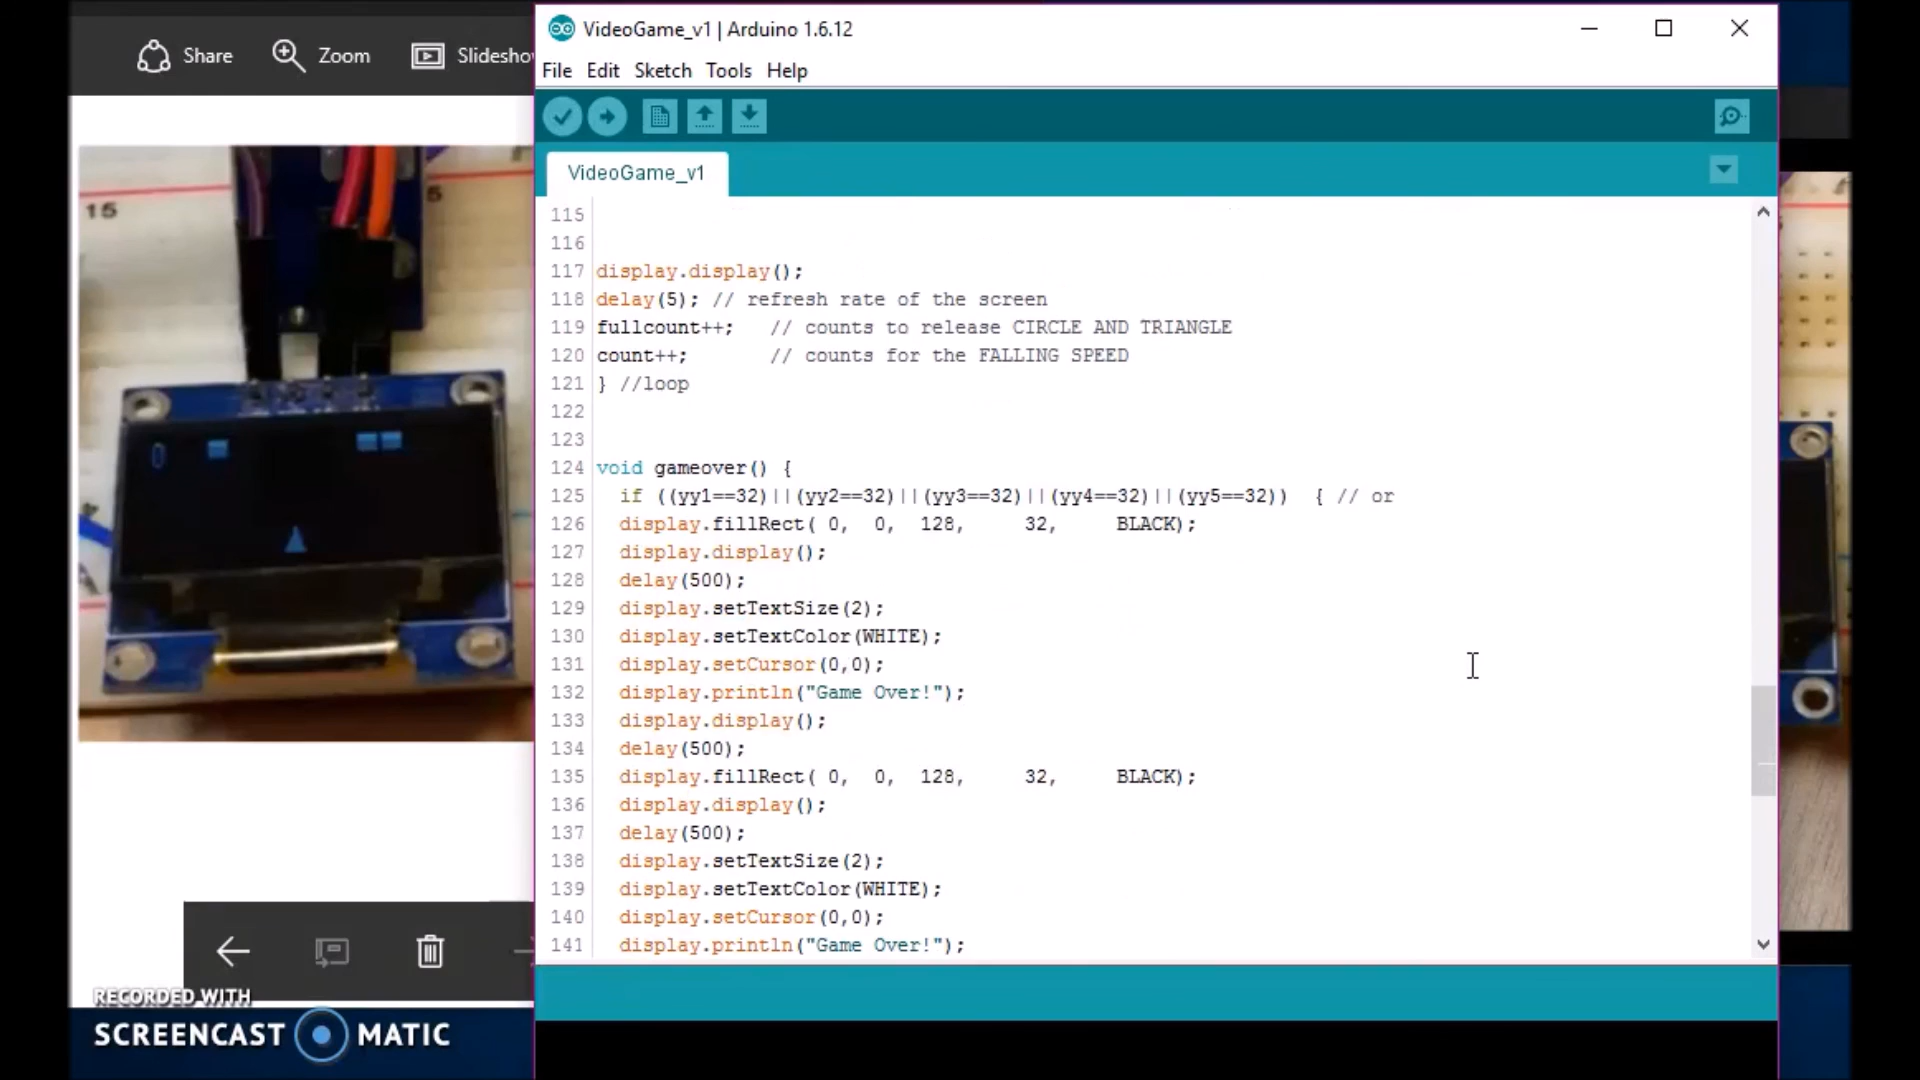 Share
Zoom
Slidesho
VideoGame_v1 | Arduino 1.6.12
File Edit Sketch Tools Help
VideoGame_v1
15
5
0
115
116
117 display.display();
118 delay(5); // refresh rate of the screen
119 fullcount++; // counts to release CIRCLE AND TRIANGLE
120 count++; // counts for the FALLING SPEED
121 } //loop
122
123
124 void gameover() {
125 if ((yy1==32)||(yy2==32)||(yy3==32)||(yy4==32)||(yy5==32)) { // or
126 display.fillRect( 0, 0, 128, 32, BLACK);
127 display.display();
128 delay(500);
129 display.setTextSize(2);
130 display.setTextColor(WHITE);
131 display.setCursor(0,0);
132 display.println("Game Over!");
133 display.display();
134 delay(500);
135 display.fillRect( 0, 0, 128, 32, BLACK);
136 display.display();
137 delay(500);
138 display.setTextSize(2);
139 display.setTextColor(WHITE);
140 display.setCursor(0,0);
141 display.println("Game Over!");
RECORDED WITH
SCREENCAST MATIC